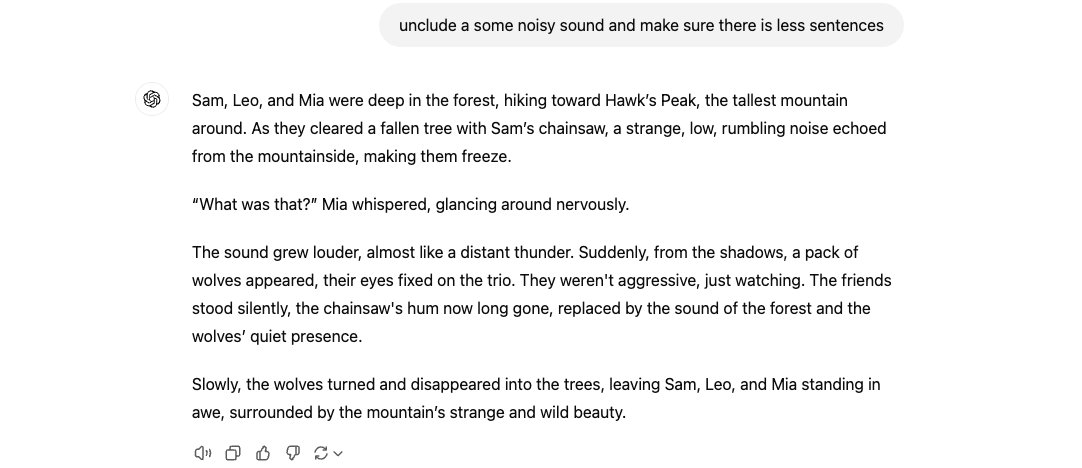 unclude a some noisy sound and make sure there is less sentences
Sam, Leo, and Mia were deep in the forest, hiking toward Hawk’s Peak, the tallest mountain
around. As they cleared a fallen tree with Sam’s chainsaw, a strange, low, rumbling noise echoed
from the mountainside, making them freeze.
“What was that?” Mia whispered, glancing around nervously.
The sound grew louder, almost like a distant thunder. Suddenly, from the shadows, a pack of
wolves appeared, their eyes fixed on the trio. They weren't aggressive, just watching. The friends
stood silently, the chainsaw's hum now long gone, replaced by the sound of the forest and the
wolves’ quiet presence.
Slowly, the wolves turned and disappeared into the trees, leaving Sam, Leo, and Mia standing in
awe, surrounded by the mountain’s strange and wild beauty.